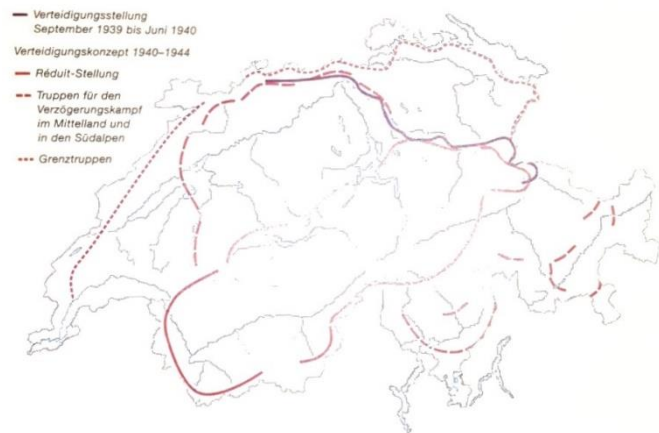 Verteidigungsstellung
September 1939 bis Juni 1940
Verteidigungskonzept 1940–1944
Réduit-Stellung
Truppen für den
Verzögerungskampf
im Mittelland und
in den Südalpen
Grenztruppen